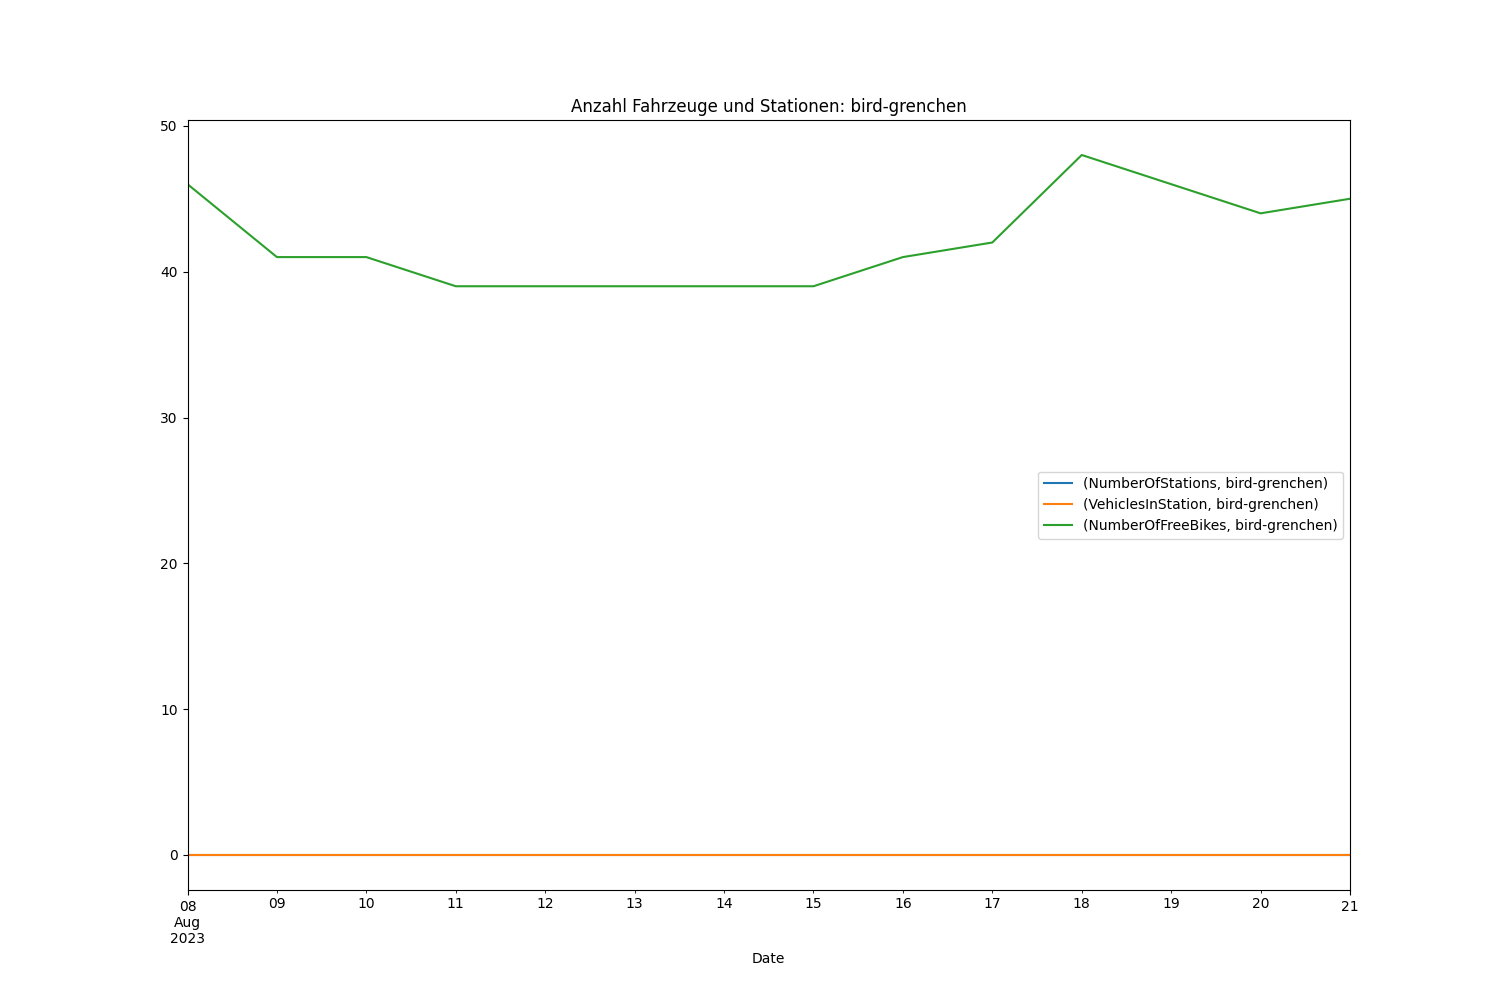 Anzahl Fahrzeuge und Stationen: bird-grenchen
50
40
30
20
10
0
(NumberOfStations, bird-grenchen)
(VehiclesInStation, bird-grenchen)
(NumberOfFreeBikes, bird-grenchen)
08 09 10 11 12 13 14 15 16 17 18 19 20 21
Aug
2023
Date